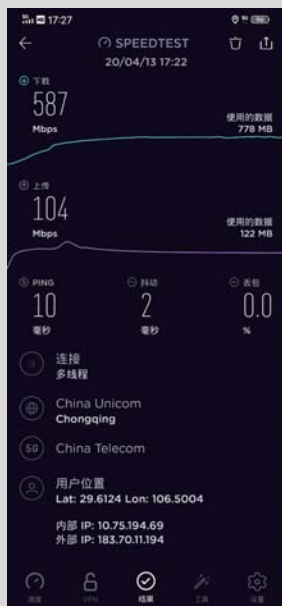 17:27
SPEEDTEST
20/04/13 17:22
下载
587
Mbps
使用的数据
778 MB
上传
104
Mbps
使用的数据
122 MB
PING
10
毫秒
抖动
2
毫秒
丢包
0.0
%
连接
多线程
China Unicom
Chongqing
5G
China Telecom
用户位置
Lat: 29.6124 Lon: 106.5004
内部 IP: 10.75.194.69
外部 IP: 183.70.11.194
速度
VPN
结果
工具
设置